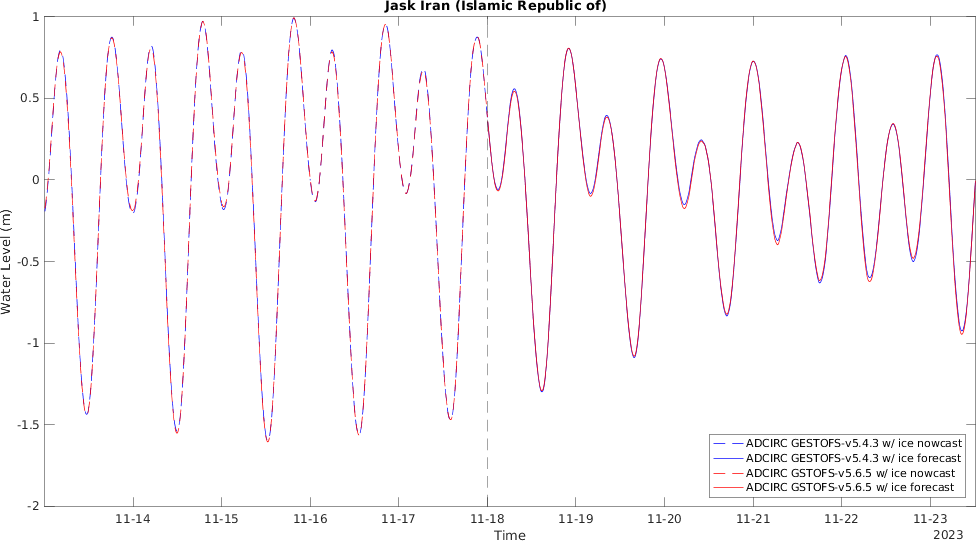 Jask Iran (Islamic Republic of)
1
0.5
0
-0.5
-1
-1.5
-2
Water Level (m)
11-14 11-15 11-16 11-17 11-18 11-19 11-20 11-21 11-22 11-23
Time
2023
ADCIRC GESTOFS-v5.4.3 w/ ice nowcast
ADCIRC GESTOFS-v5.4.3 w/ ice forecast
ADCIRC GSTOFS-v5.6.5 w/ ice nowcast
ADCIRC GSTOFS-v5.6.5 w/ ice forecast